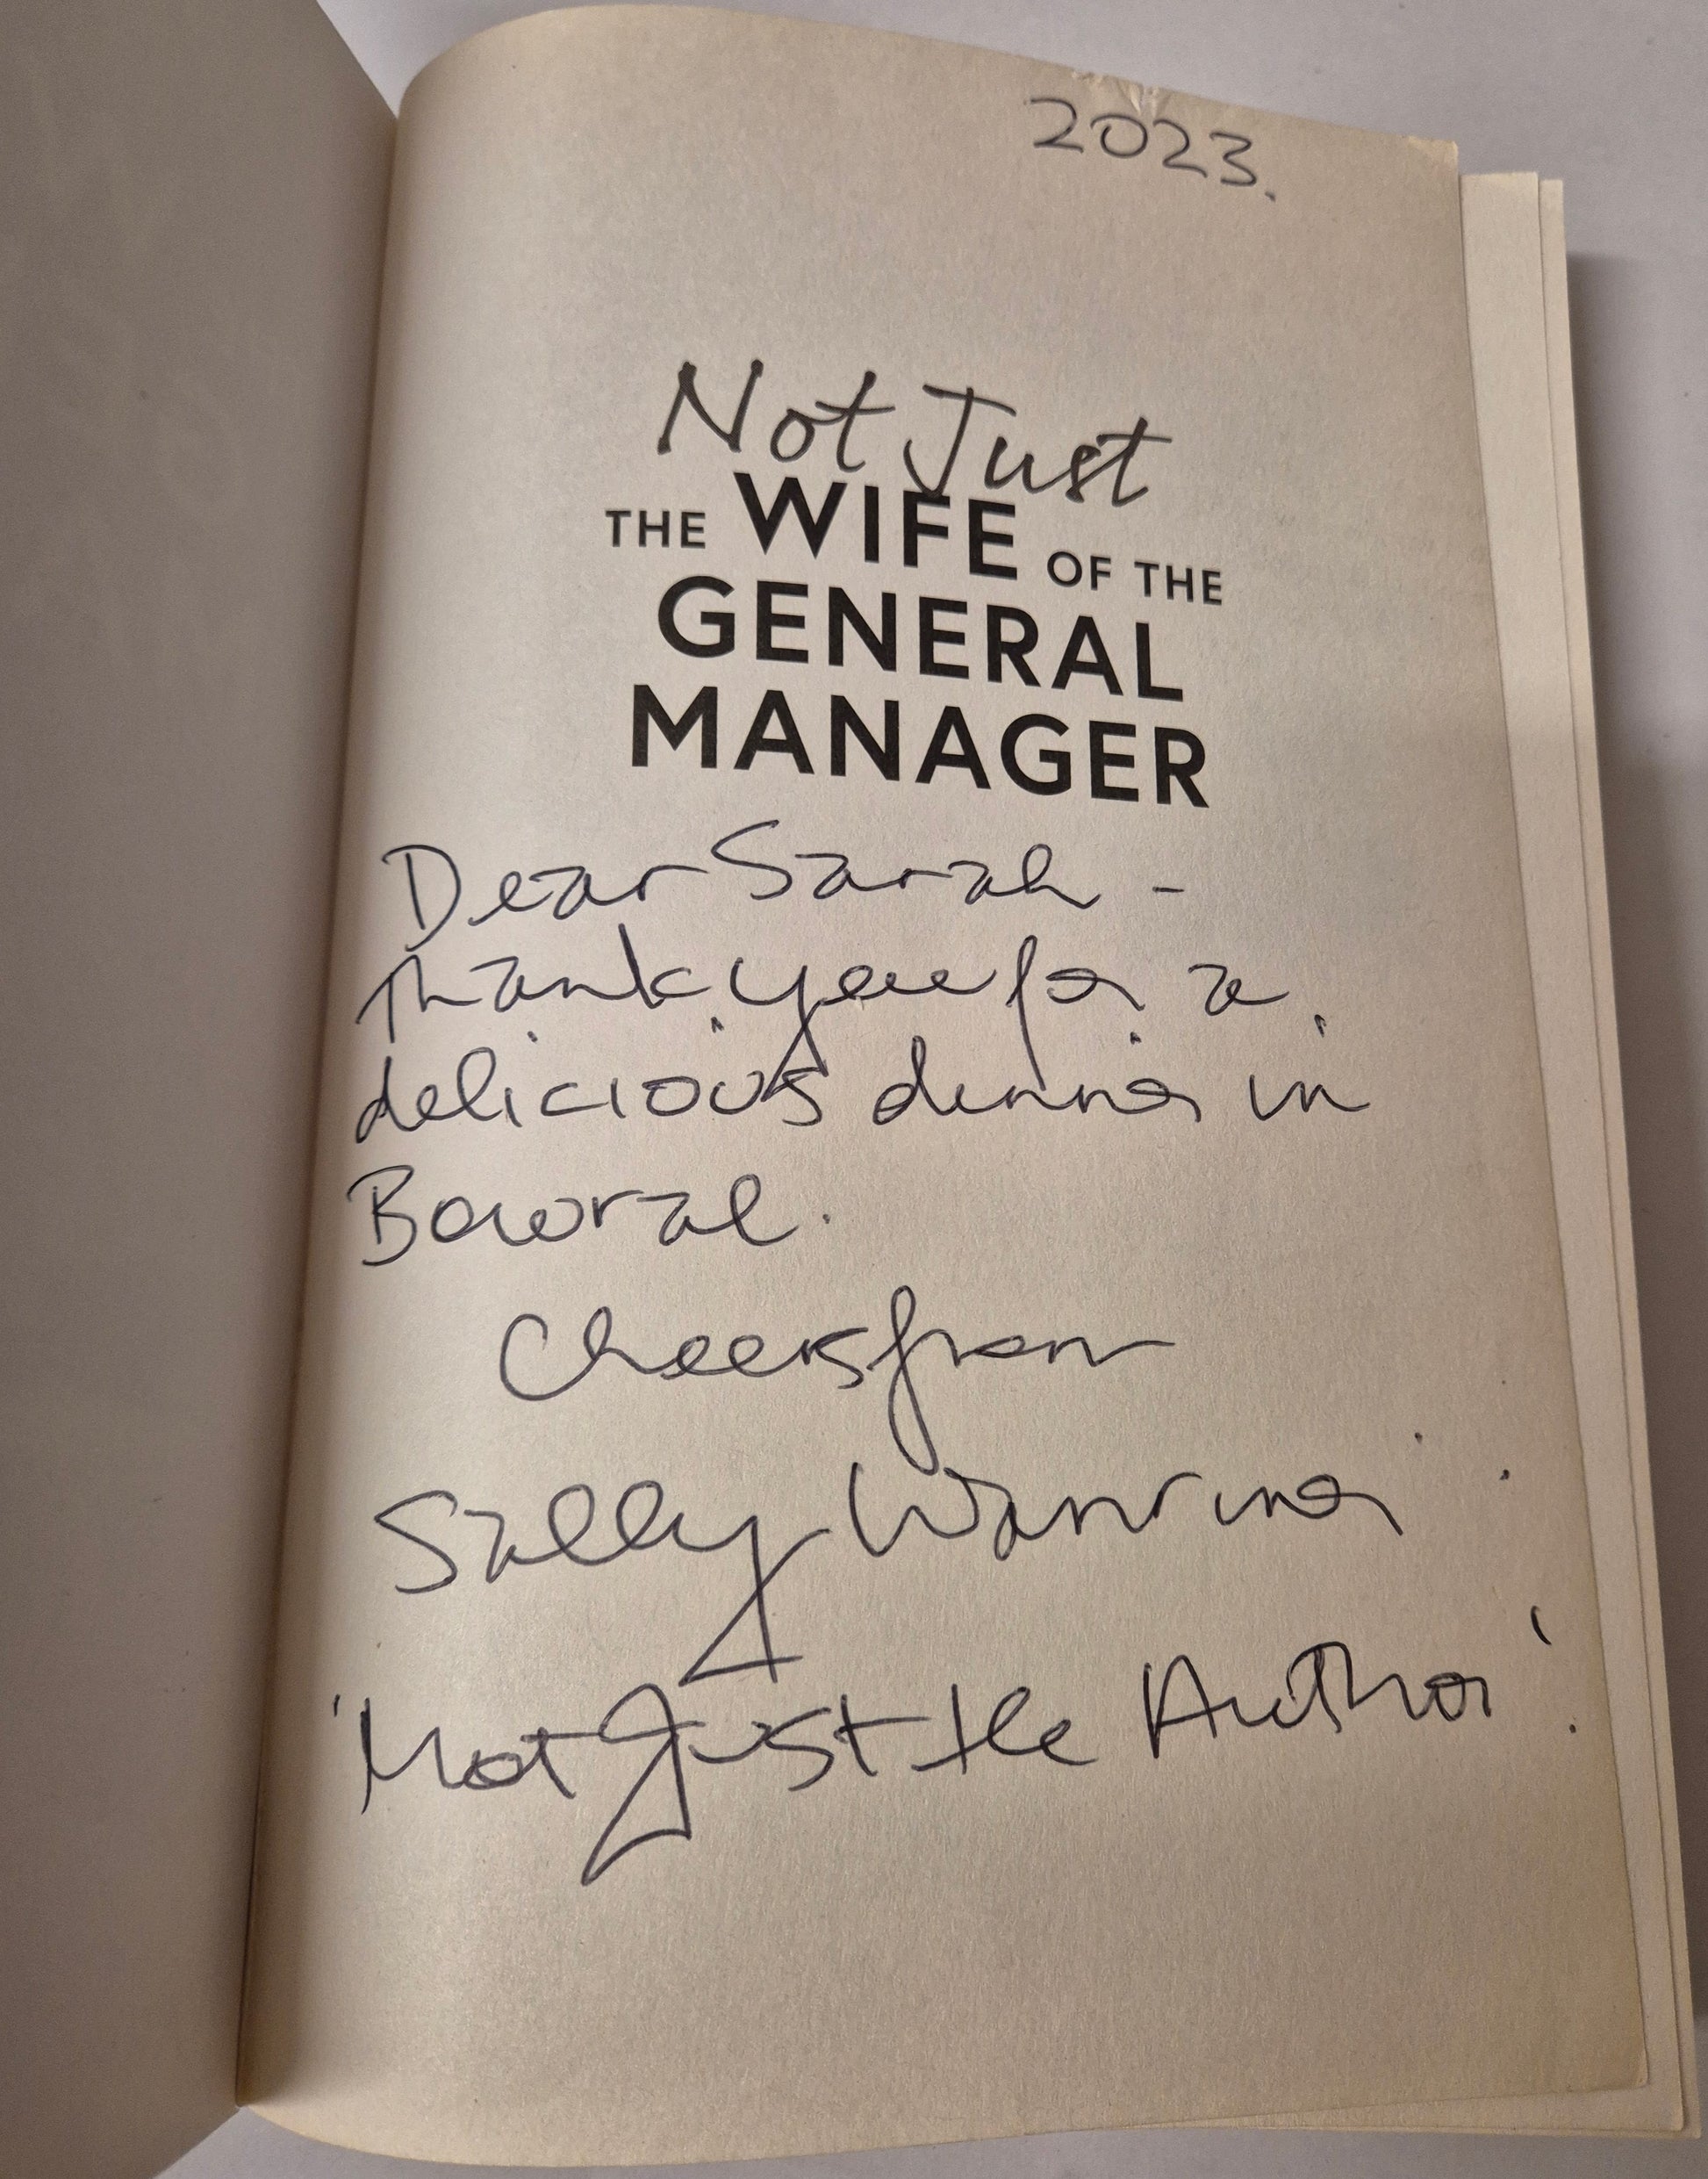 2023.
Not Just
THE WIFE OF THE
GENERAL
MANAGER
Dear Sarah -
Thank you for a
delicious dinner in
Bowral.
Cheers from
Sally Warriner
'Not Just the Author'.